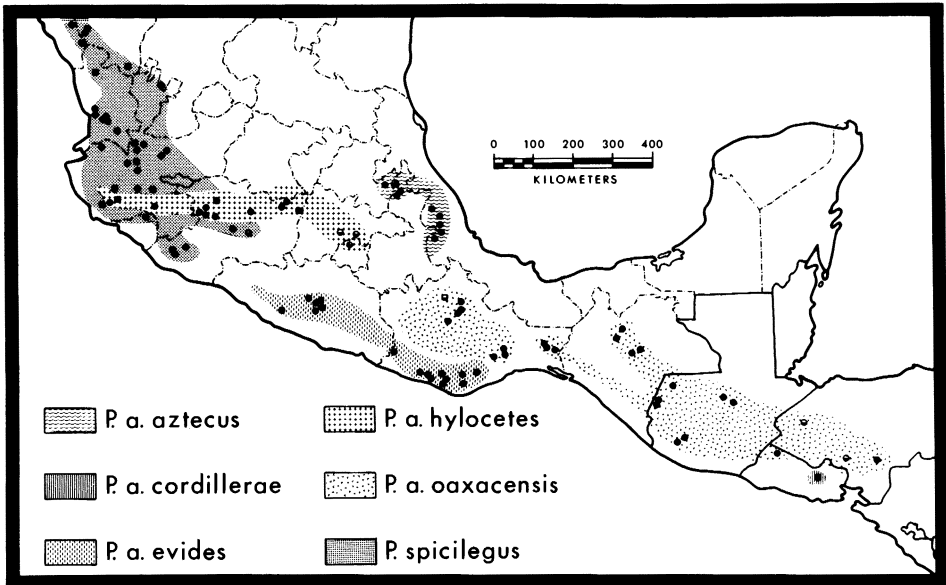 0 100 200 300 400
KILOMETERS
P. a. aztecus
P. a. hylocetes
P. a. cordillerae
P. a. oaxacensis
P. a. evides
P. spicilegus